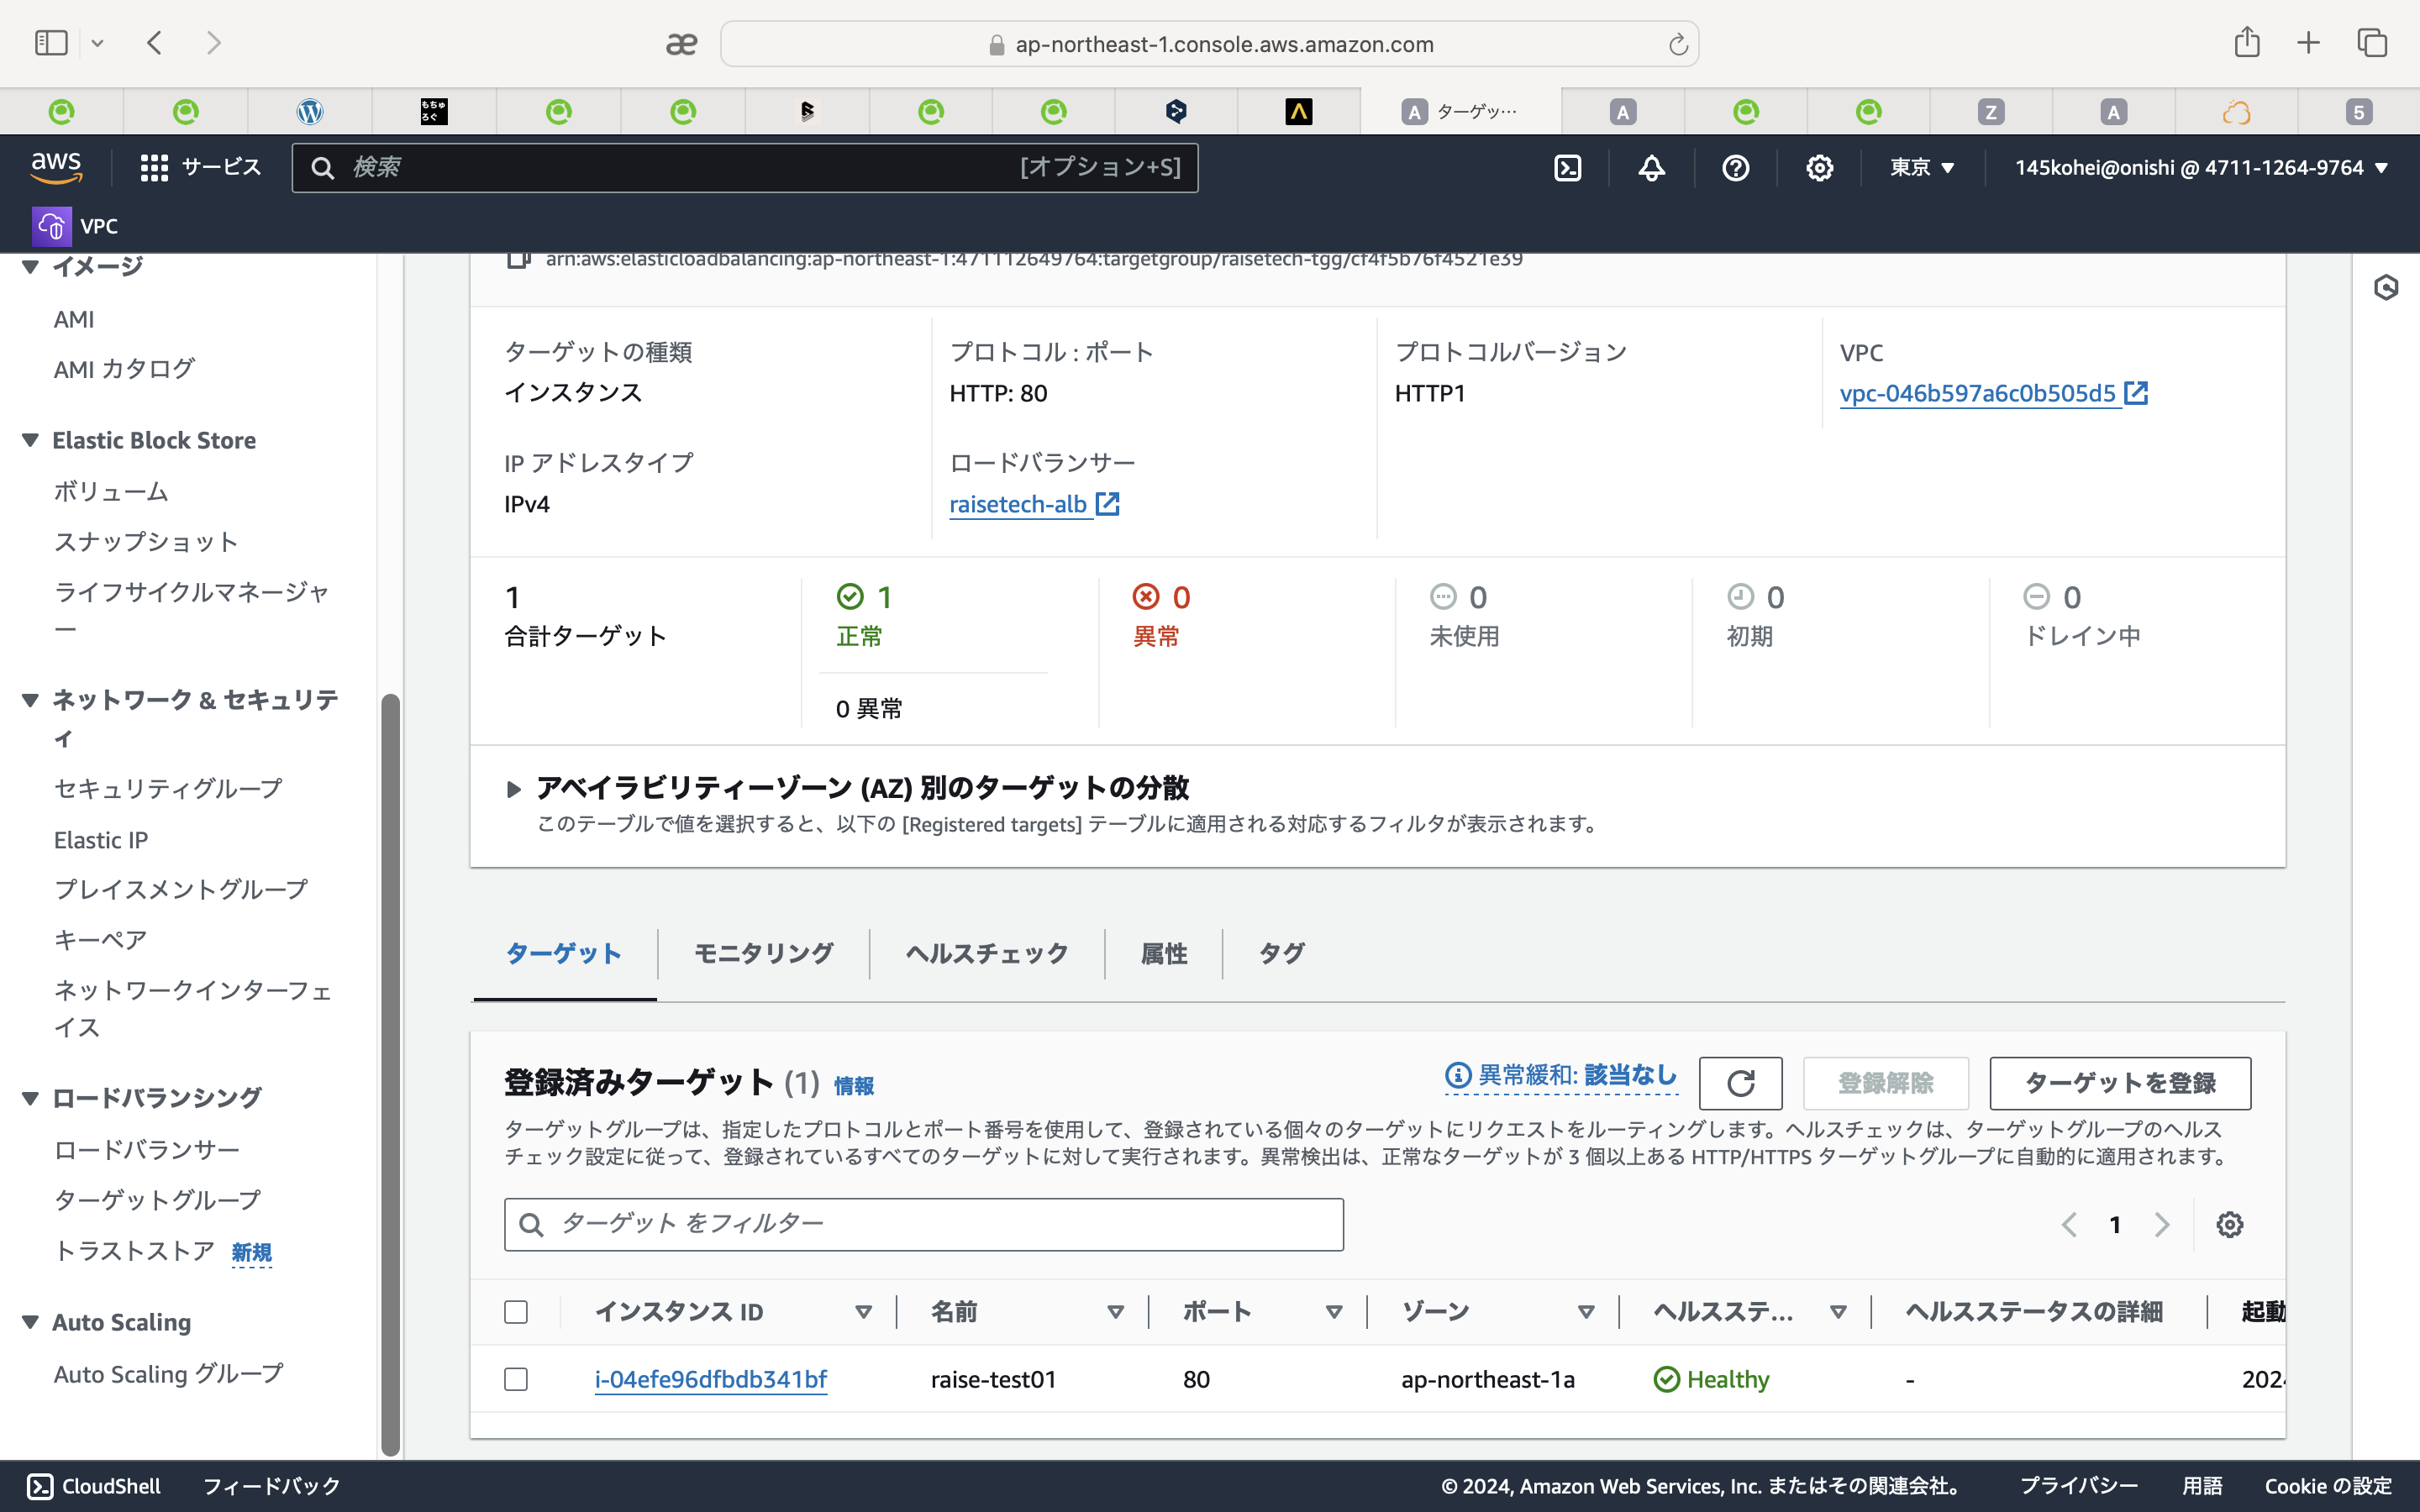 ap-northeast-1.console.aws.amazon.com
もちゅ
ろぐ
A ターゲッ…
A
Z
A
5
aws
サービス
検索
[オプション+S]
東京
145kohei@onishi @ 4711-1264-9764
VPC
イメージ
AMI
AMI カタログ
Elastic Block Store
ボリューム
スナップショット
ライフサイクルマネージャ
ー
ネットワーク & セキュリテ
ィ
セキュリティグループ
Elastic IP
プレイスメントグループ
キーペア
ネットワークインターフェ
イス
ロードバランシング
ロードバランサー
ターゲットグループ
トラストストア 新規
Auto Scaling
Auto Scaling グループ
arn:aws:elasticloadbalancing:ap-northeast-1:471112649764:targetgroup/raisetech-tgg/cf4f5b76f4521e39
ターゲットの種類
インスタンス
プロトコル : ポート
HTTP: 80
プロトコルバージョン
HTTP1
VPC
vpc-046b597a6c0b505d5
IP アドレスタイプ
IPv4
ロードバランサー
raisetech-alb
1
合計ターゲット
1
正常
0 異常
0
異常
0
未使用
0
初期
0
ドレイン中
アベイラビリティーゾーン (AZ) 別のターゲットの分散
このテーブルで値を選択すると、以下の [Registered targets] テーブルに適用される対応するフィルタが表示されます。
ターゲット
モニタリング
ヘルスチェック
属性
タグ
登録済みターゲット (1) 情報
異常緩和: 該当なし
登録解除
ターゲットを登録
ターゲットグループは、指定したプロトコルとポート番号を使用して、登録されている個々のターゲットにリクエストをルーティングします。ヘルスチェックは、ターゲットグループのヘルス
チェック設定に従って、登録されているすべてのターゲットに対して実行されます。異常検出は、正常なターゲットが 3 個以上ある HTTP/HTTPS ターゲットグループに自動的に適用されます。
ターゲット をフィルター
1
インスタンス ID
名前
ポート
ゾーン
ヘルスステ...
ヘルスステータスの詳細
起動
i-04efe96dfbdb341bf
raise-test01
80
ap-northeast-1a
Healthy
-
202
CloudShell
フィードバック
© 2024, Amazon Web Services, Inc. またはその関連会社。
プライバシー
用語
Cookie の設定